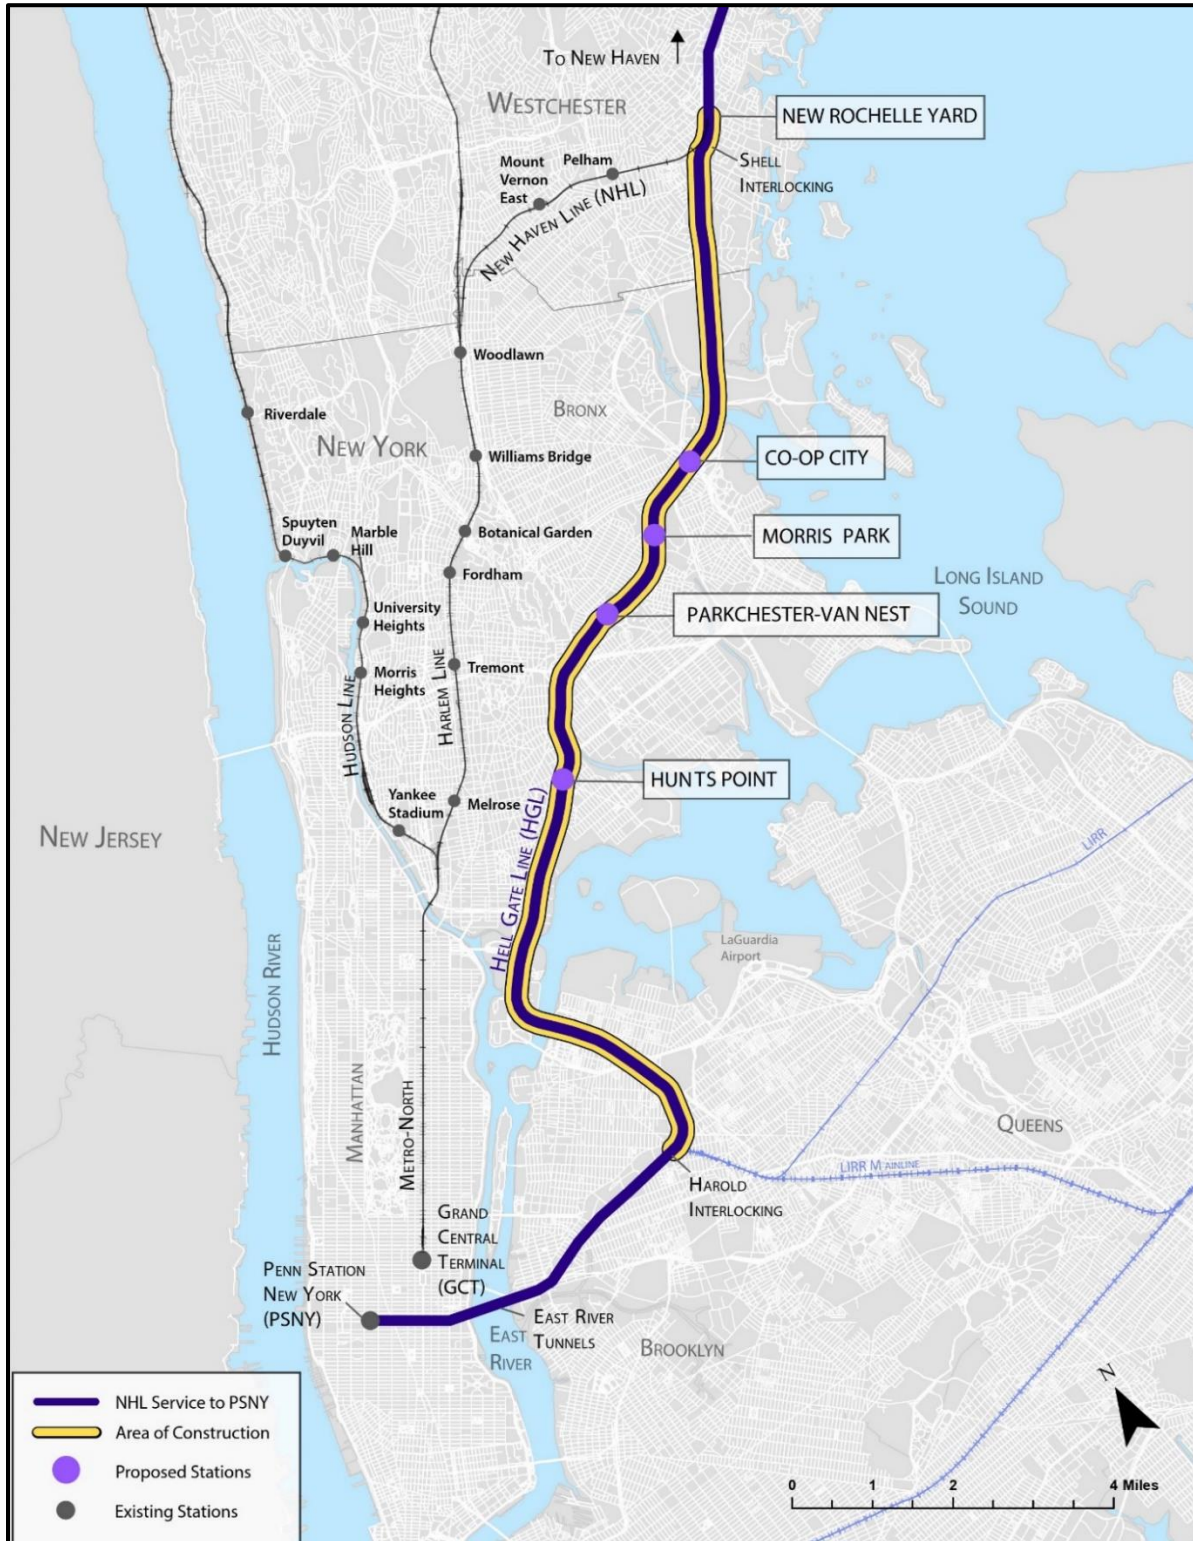 TO NEW HAVEN
WESTCHESTER
NEW ROCHELLE YARD
Mount
Vernon
East
Pelham
SHELL
INTERLOCKING
NEW HAVEN LINE (NHL)
Woodlawn
Riverdale
BRONX
NEW YORK
Williams Bridge
CO-OP CITY
Spuyten
Duyvil
Marble
Hill
Botanical Garden
MORRIS PARK
Fordham
LONG ISLAND
SOUND
University
Heights
PARKCHESTER-VAN NEST
Morris
Heights
Tremont
HUDSON LINE
HARLEM LINE
HUNTS POINT
Yankee
Stadium
Melrose
NEW JERSEY
LIRR
HELL GATE LINE (HGL)
LaGuardia
Airport
HUDSON RIVER
MANHATTAN
METRO-NORTH
QUEENS
LIRR MAINLINE
HAROLD
INTERLOCKING
GRAND
CENTRAL
TERMINAL
(GCT)
PENN STATION
NEW YORK
(PSNY)
EAST RIVER
TUNNELS
EAST
RIVER
BROOKLYN
N
NHL Service to PSNY
Area of Construction
Proposed Stations
Existing Stations
0 1 2 4 Miles